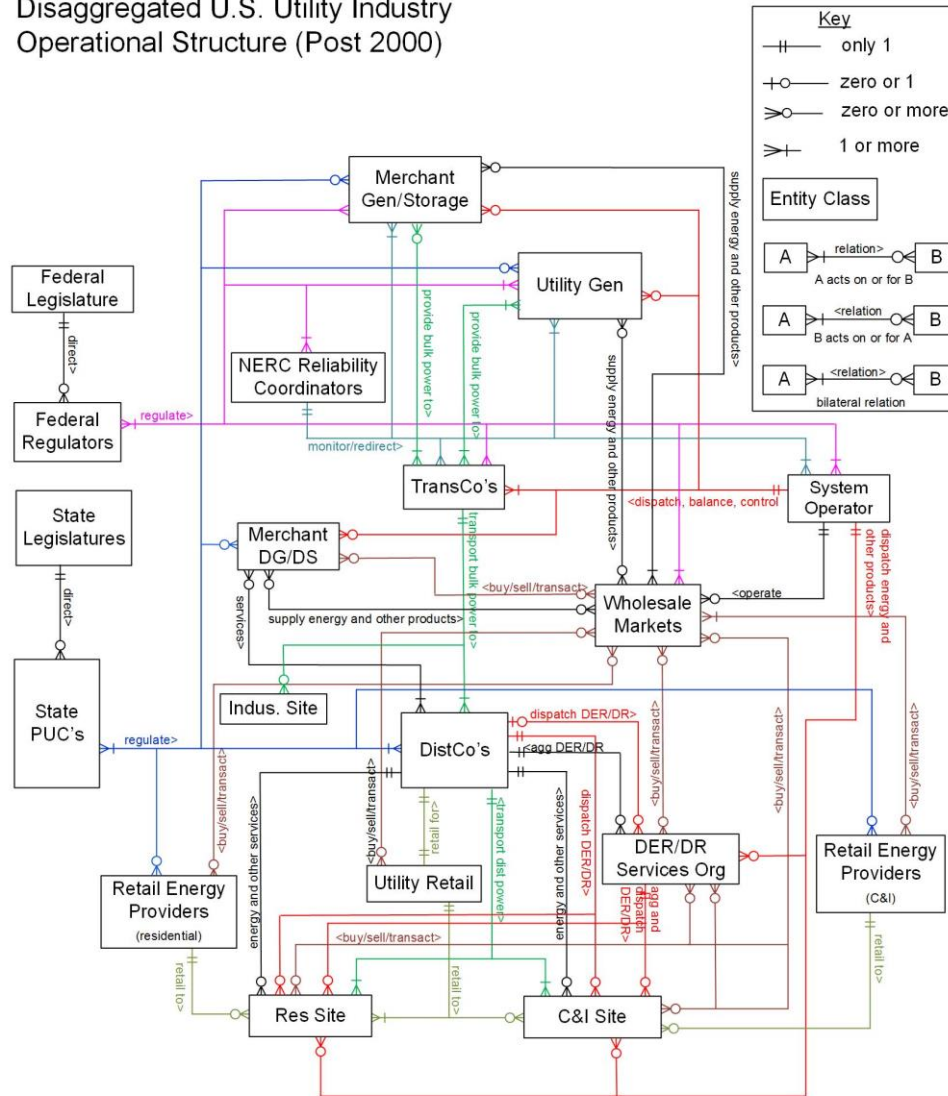 Disaggregated U.S. Utility Industry
Operational Structure (Post 2000)
Key
only 1
zero or 1
zero or more
1 or more
Entity Class
A
relation>
B
A acts on or for B
A
<relation
B
B acts on or for A
A
<relation>
B
bilateral relation
Merchant
Gen/Storage
supply energy and other products>
Utility Gen
Federal
Legislature
direct>
provide bulk power to>
provide bulk power to>
supply energy and other products>
NERC Reliability
Coordinators
Federal
Regulators
regulate>
monitor/redirect>
TransCo's
<dispatch, balance, control
System
Operator
State
Legislatures
direct>
Merchant
DG/DS
transport bulk power to>
dispatch energy and
other products>
<buy/sell/transact>
<operate
Wholesale
Markets
services>
supply energy and other products>
Indus. Site
State
PUC's
regulate>
DistCo's
dispatch DER/DR>
<agg DER/DR
<buy/sell/transact>
<buy/sell/transact>
<buy/sell/transact>
<buy/sell/transact>
<buy/sell/transact>
energy and other services>
retail for>
<transport dist power>
energy and other services>
dispatch DER/DR>
DER/DR
Services Org
Retail Energy
Providers
(C&I)
Retail Energy
Providers
(residential)
Utility Retail
agg and
dispatch
DER/DR>
<buy/sell/transact>
retail to>
retail to>
retail to>
Res Site
C&I Site